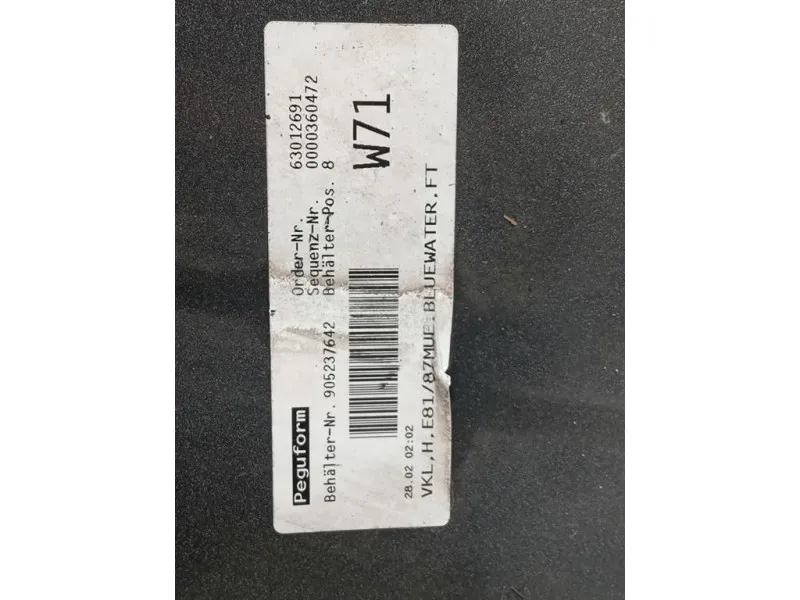 Peguform
Order-Nr. 63012691
Sequenz-Nr. 0000360472
Behälter-Nr. 905237642 Behälter-Pos. 8
W71
28.02 02:02
VKL,H,E81/87MUE.BLUEWATER.FT